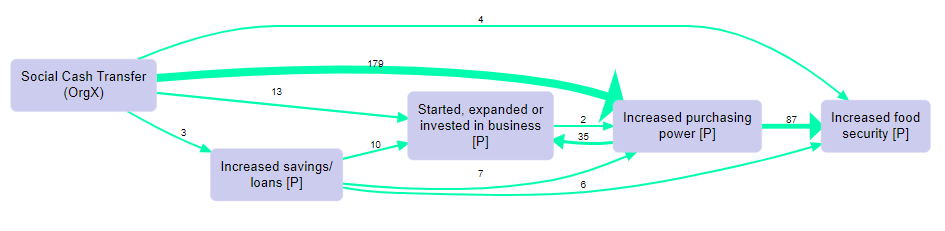 4
179
Social Cash Transfer
(OrgX)
13
Started, expanded or
invested in business
[P]
2
35
Increased purchasing
power [P]
87
Increased food
security [P]
3
10
Increased savings/
loans [P]
7
6